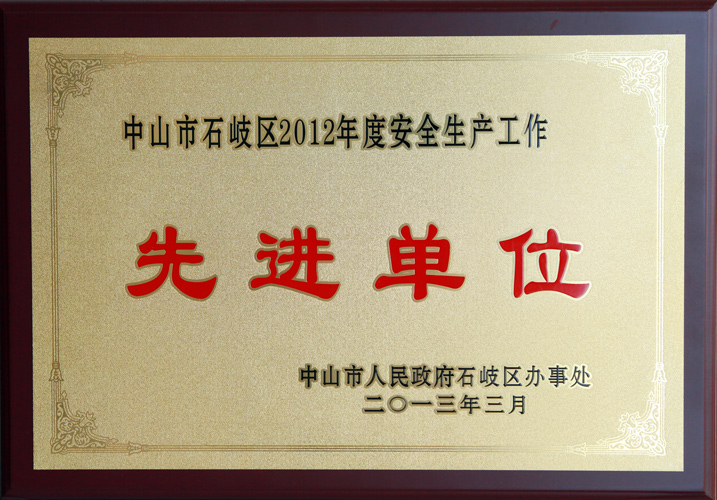 中山市石岐区2012年度安全生产工作
先进单位
中山市人民政府石岐区办事处
二〇一三年三月